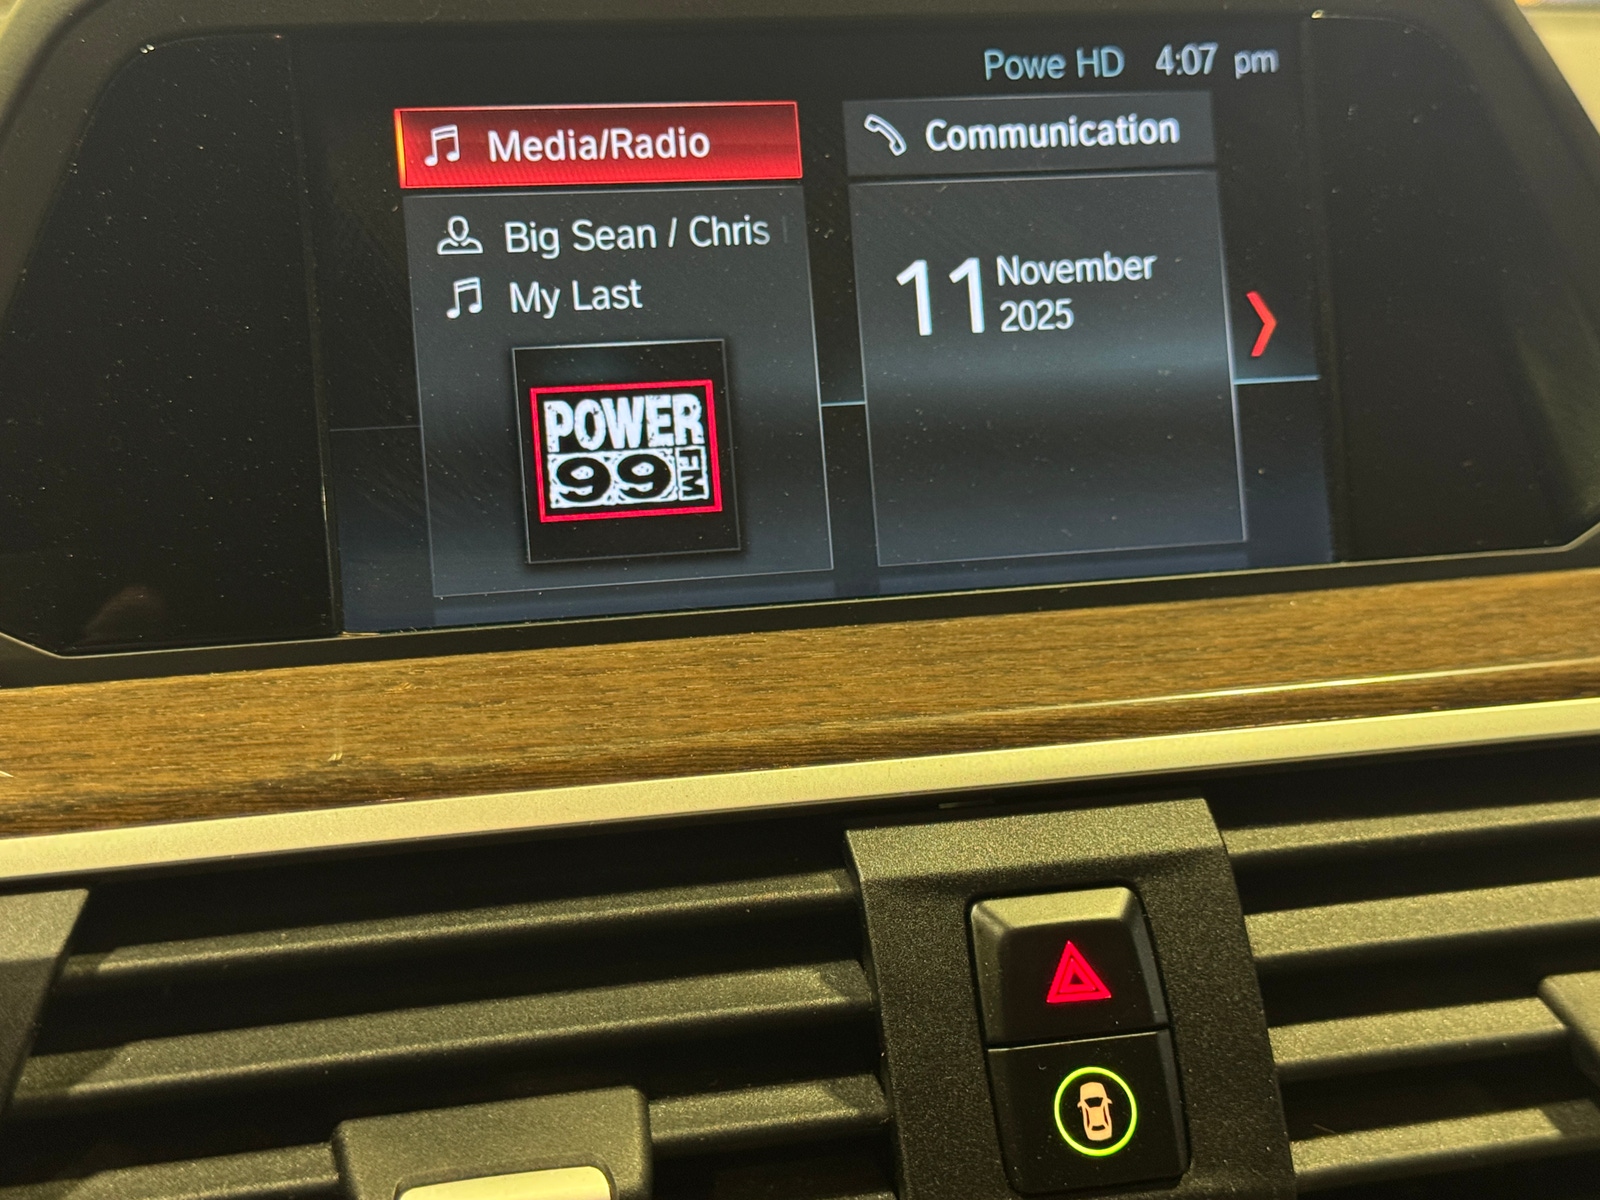 Powe HD 4:07 pm
Media/Radio
Communication
Big Sean / Chris
My Last
11 November
2025
POWER
99 FM